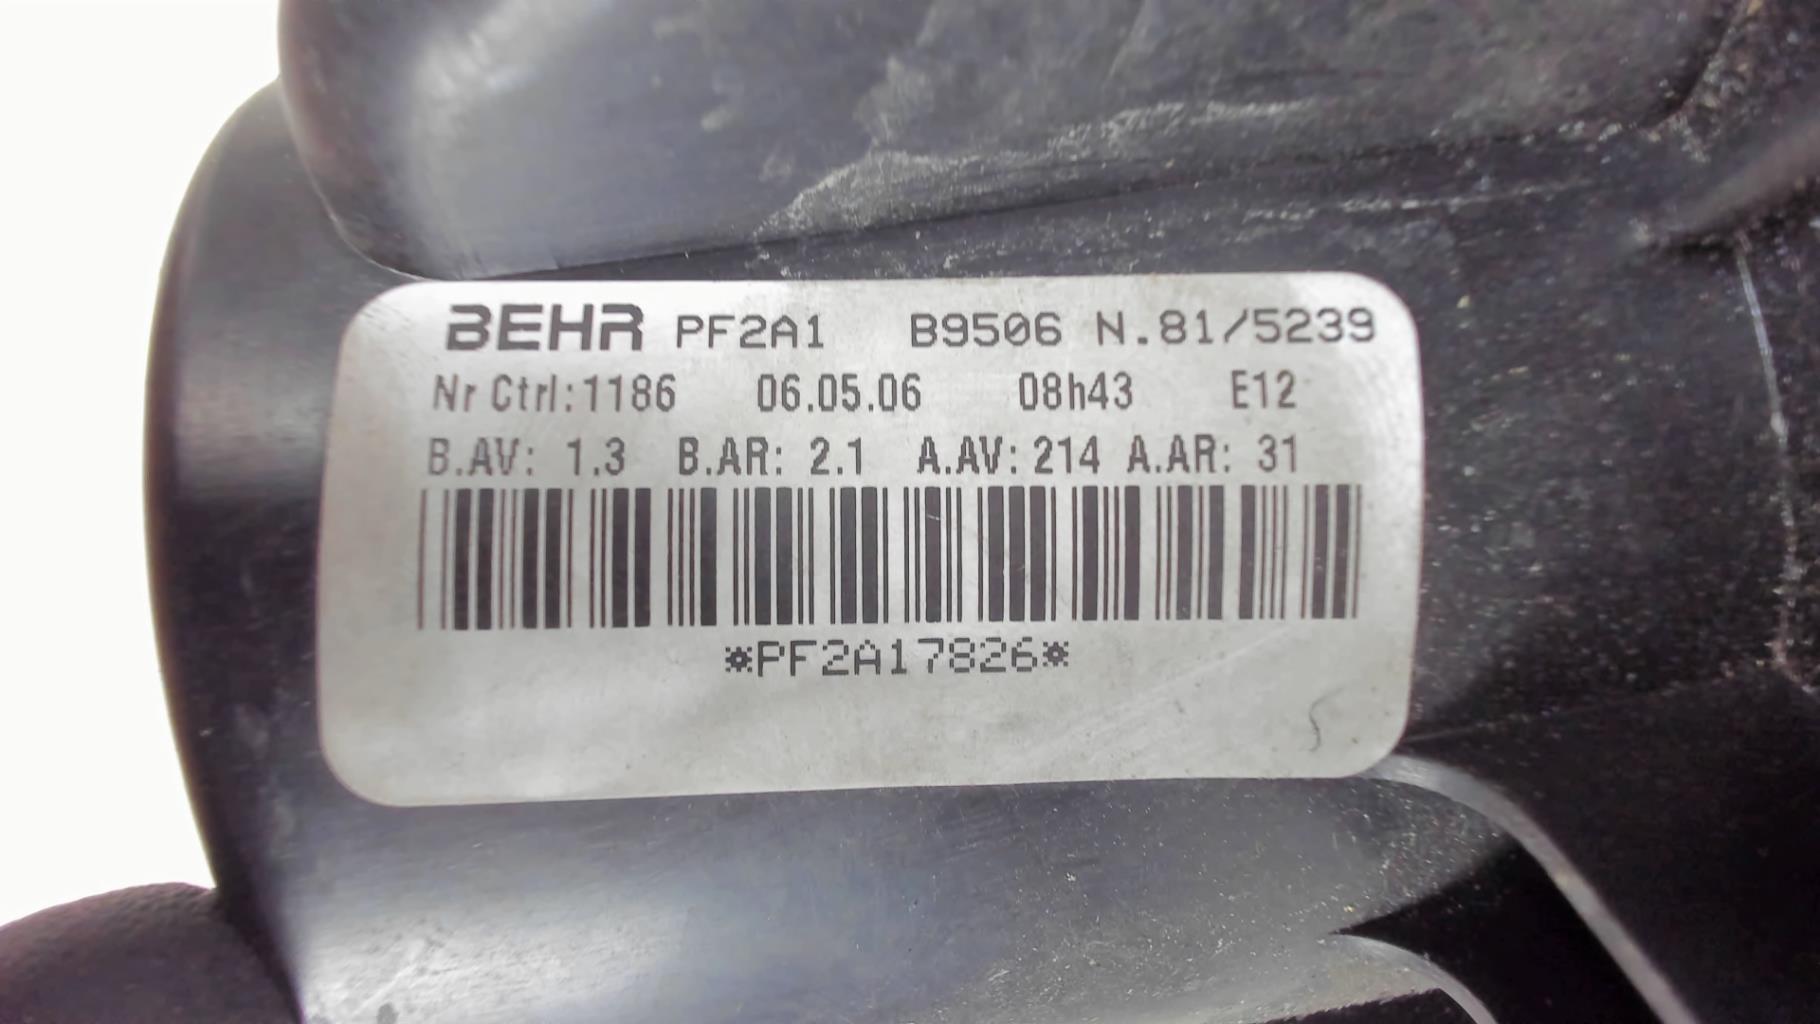 BEHR PF2A1 B9506 N.81/5239
Nr Ctrl:1186 06.05.06 08h43 E12
B.AV: 1.3 B.AR: 2.1 A.AV: 214 A.AR: 31
*PF2A17826*